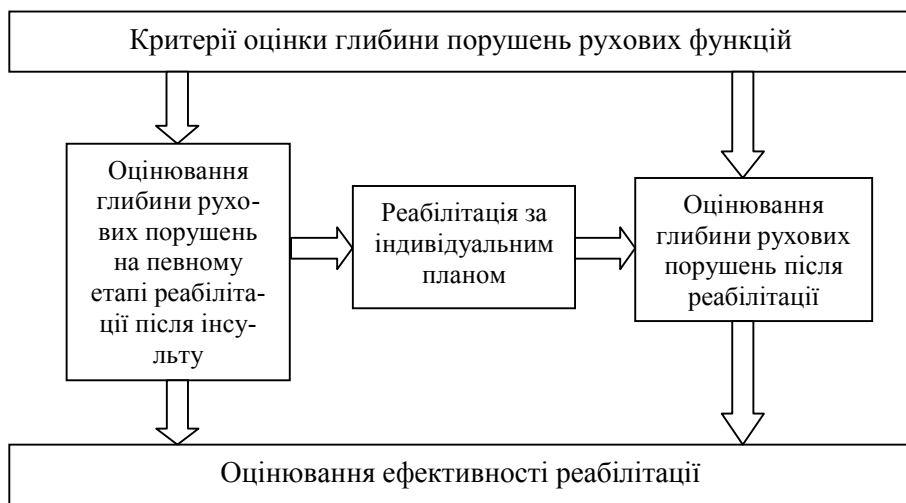 Критерії оцінки глибини порушень рухових функцій
Оцінювання
глибини рухо-
вих порушень
на певному
етапі реабіліта-
ції після інсу-
льту
Реабілітація за
індивідуальним
планом
Оцінювання
глибини рухових
порушень після
реабілітації
Оцінювання ефективності реабілітації